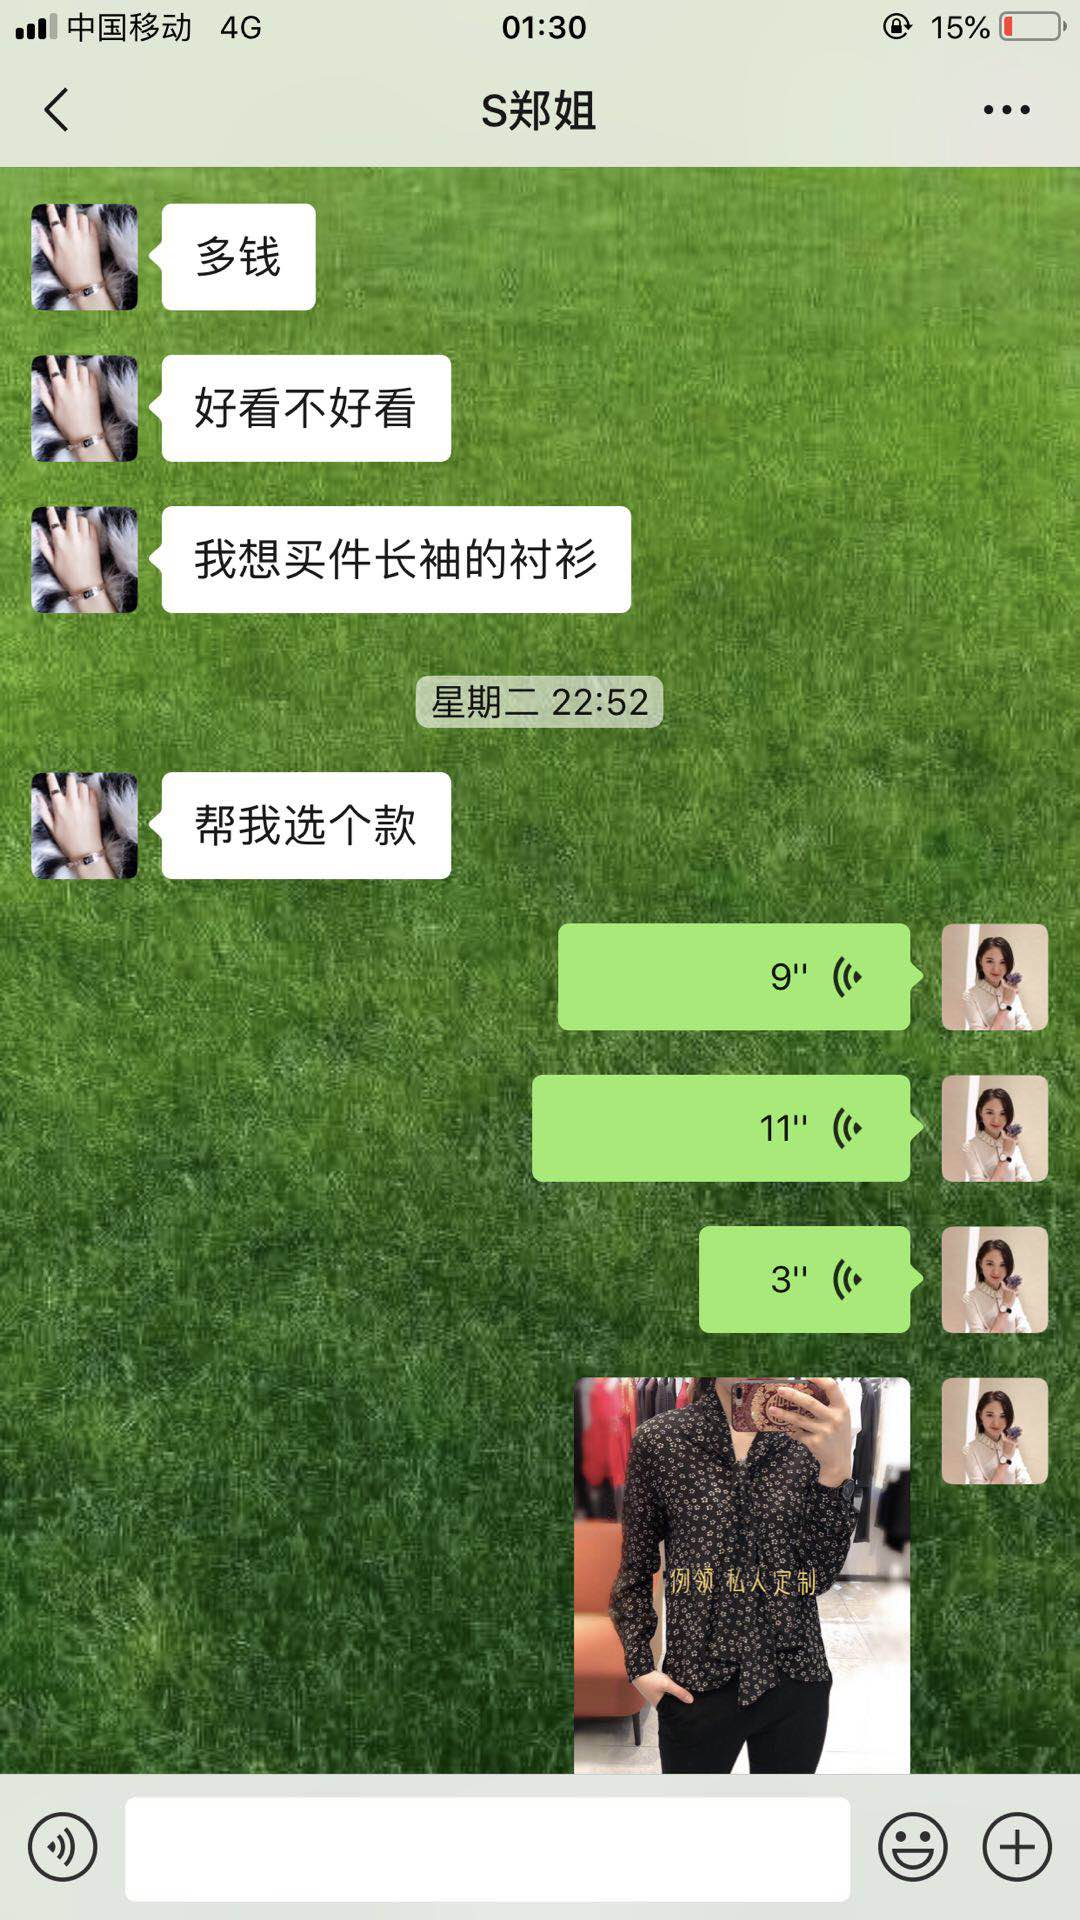 中国移动 4G 01:30 15%
S郑姐
多钱
好看不好看
我想买件长袖的衬衫
星期二 22:52
帮我选个款
9''
11''
3''
例领 私人定制